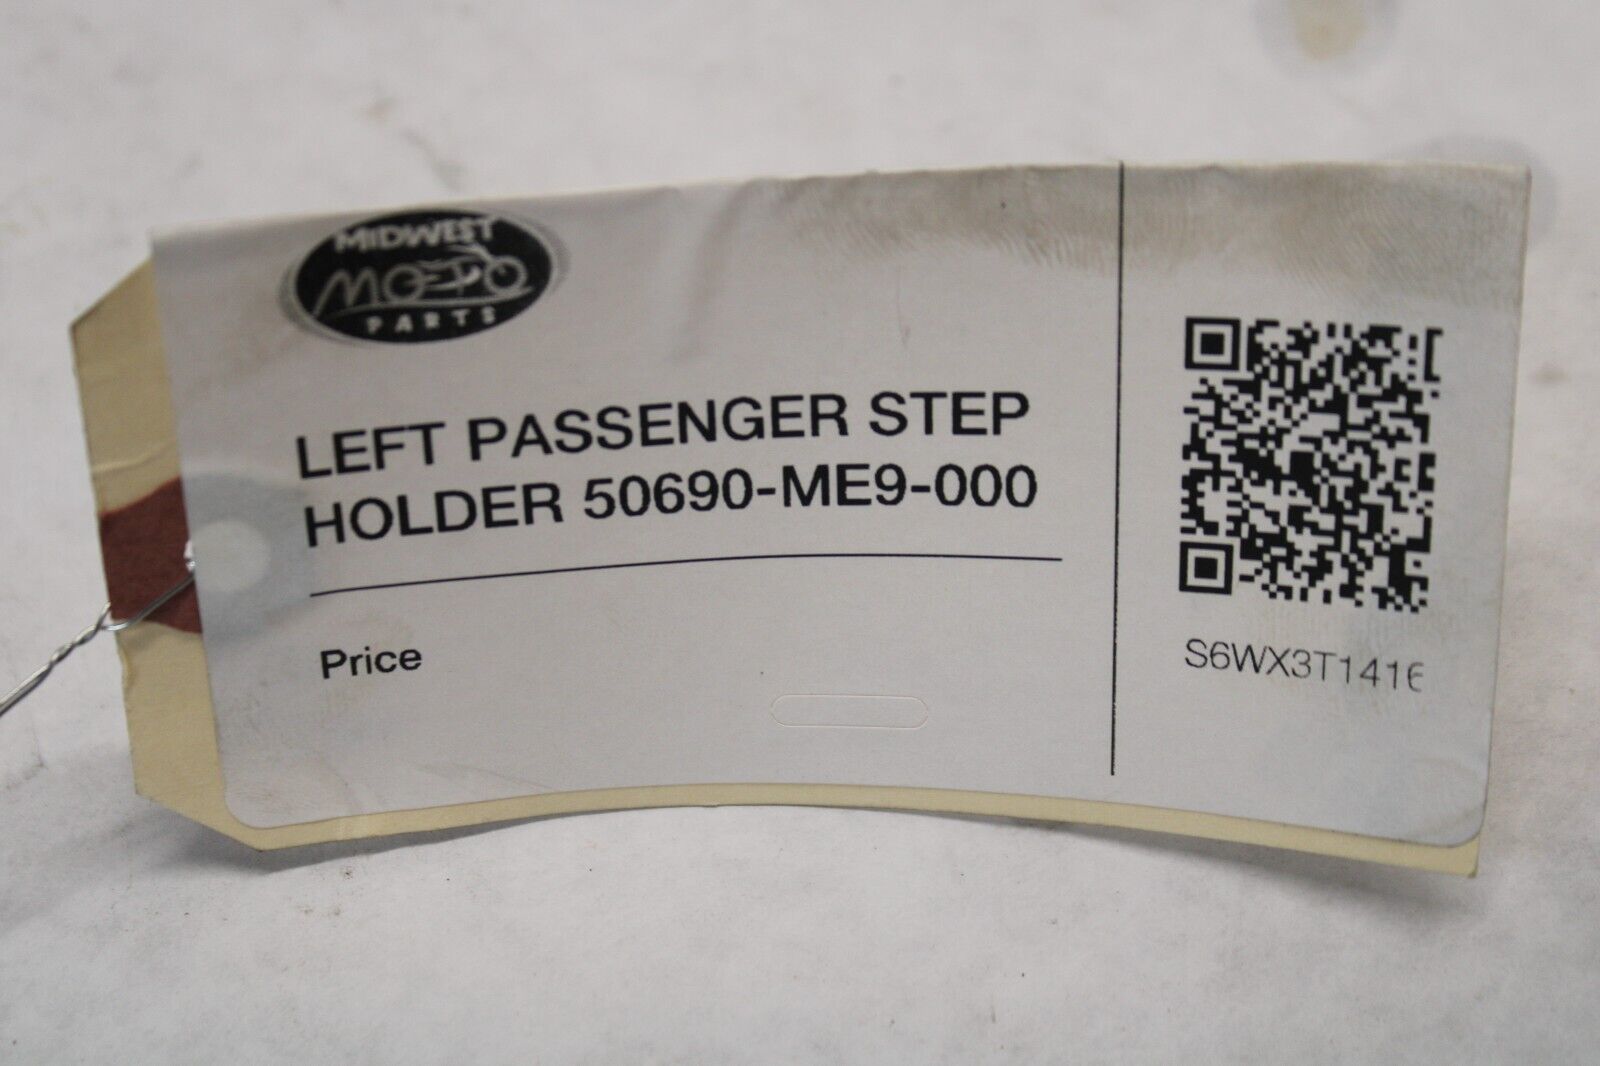 MIDWEST
MOTO
PARTS
LEFT PASSENGER STEP
HOLDER 50690-ME9-000
Price
S6WX3T1416